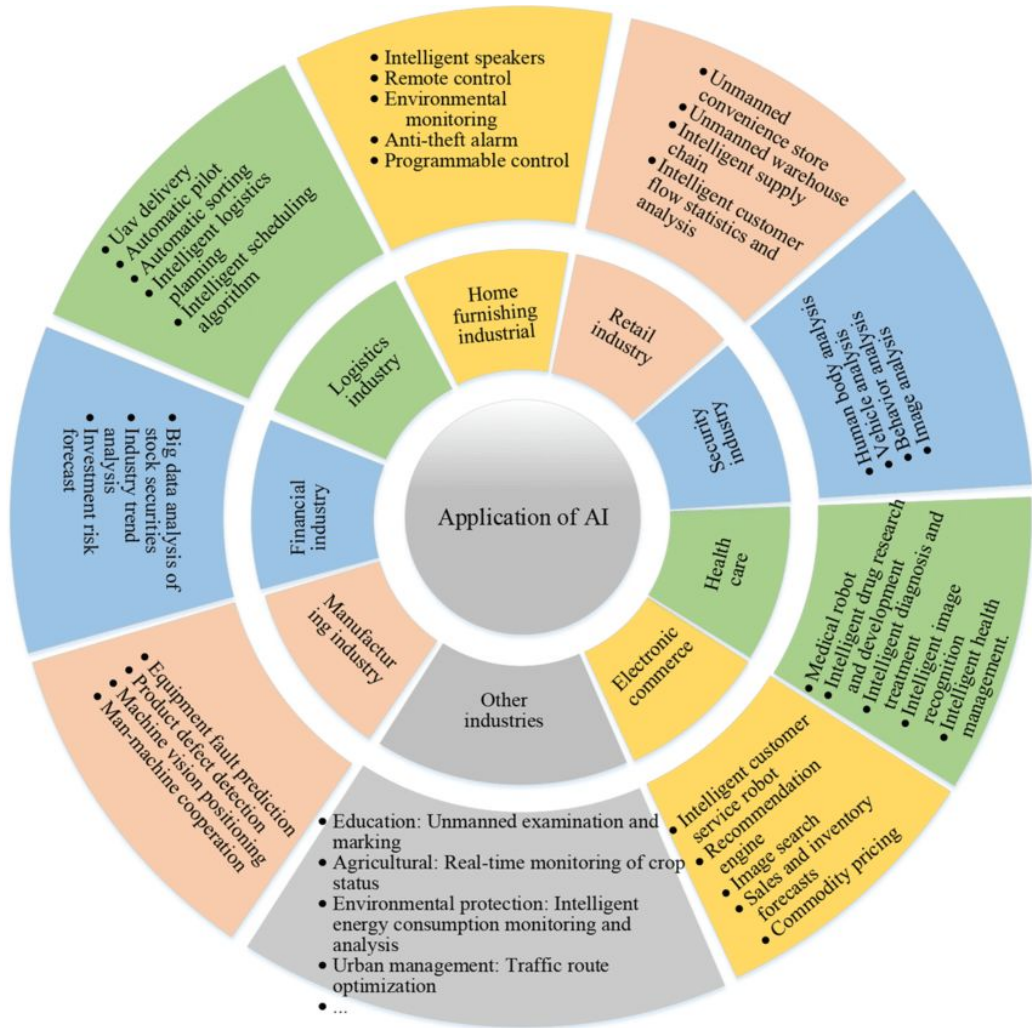 Application of AI
Home
furnishing
industrial
• Intelligent speakers
• Remote control
• Environmental
monitoring
• Anti-theft alarm
• Programmable control
Retail
industry
• Unmanned
convenience store
• Unmanned warehouse
• Intelligent supply
chain
• Intelligent customer
flow statistics and
analysis
Security
industry
• Human body analysis
• Vehicle analysis
• Behavior analysis
• Image analysis
Health
care
• Medical robot
• Intelligent drug research
and development
• Intelligent diagnosis and
treatment
• Intelligent image
recognition
• Intelligent health
management.
Electronic
commerce
• Intelligent customer
service robot
• Recommendation
engine
• Image search
• Sales and inventory
forecasts
• Commodity pricing
Other
industries
• Education: Unmanned examination and
marking
• Agricultural: Real-time monitoring of crop
status
• Environmental protection: Intelligent
energy consumption monitoring and
analysis
• Urban management: Traffic route
optimization
• ...
Manufactur
ing industry
• Equipment fault prediction
• Product defect detection
• Machine vision positioning
• Man-machine cooperation
Financial
industry
• Big data analysis of
stock securities
• Industry trend
analysis
• Investment risk
forecast
Logistics
industry
• Uav delivery
• Automatic pilot
• Automatic sorting
• Intelligent logistics
planning
• Intelligent scheduling
algorithm